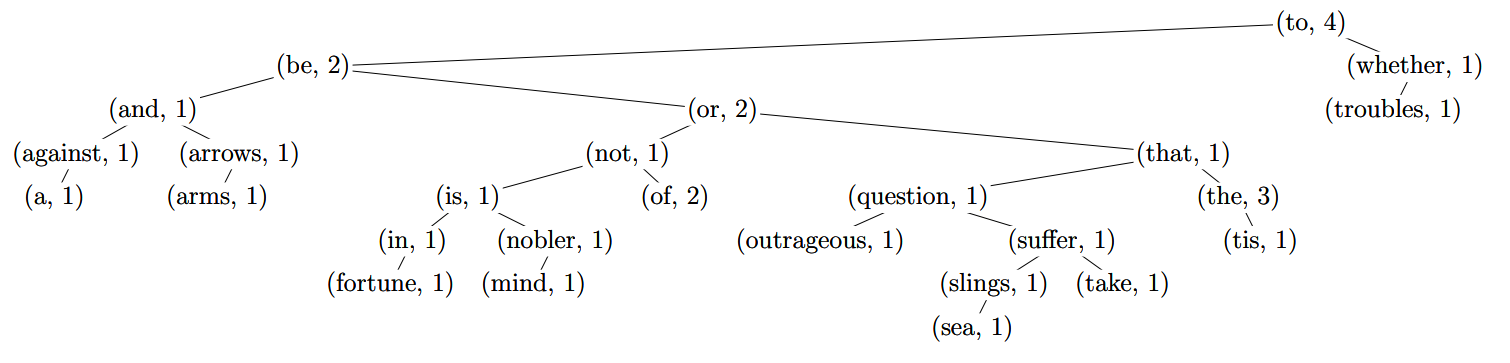 (to, 4)
(be, 2) (whether, 1)
(and, 1) (or, 2) (troubles, 1)
(against, 1) (arrows, 1) (not, 1) (that, 1)
(a, 1) (arms, 1) (is, 1) (of, 2) (question, 1) (the, 3)
(in, 1) (nobler, 1) (outrageous, 1) (suffer, 1) (tis, 1)
(fortune, 1) (mind, 1) (slings, 1) (take, 1)
(sea, 1)